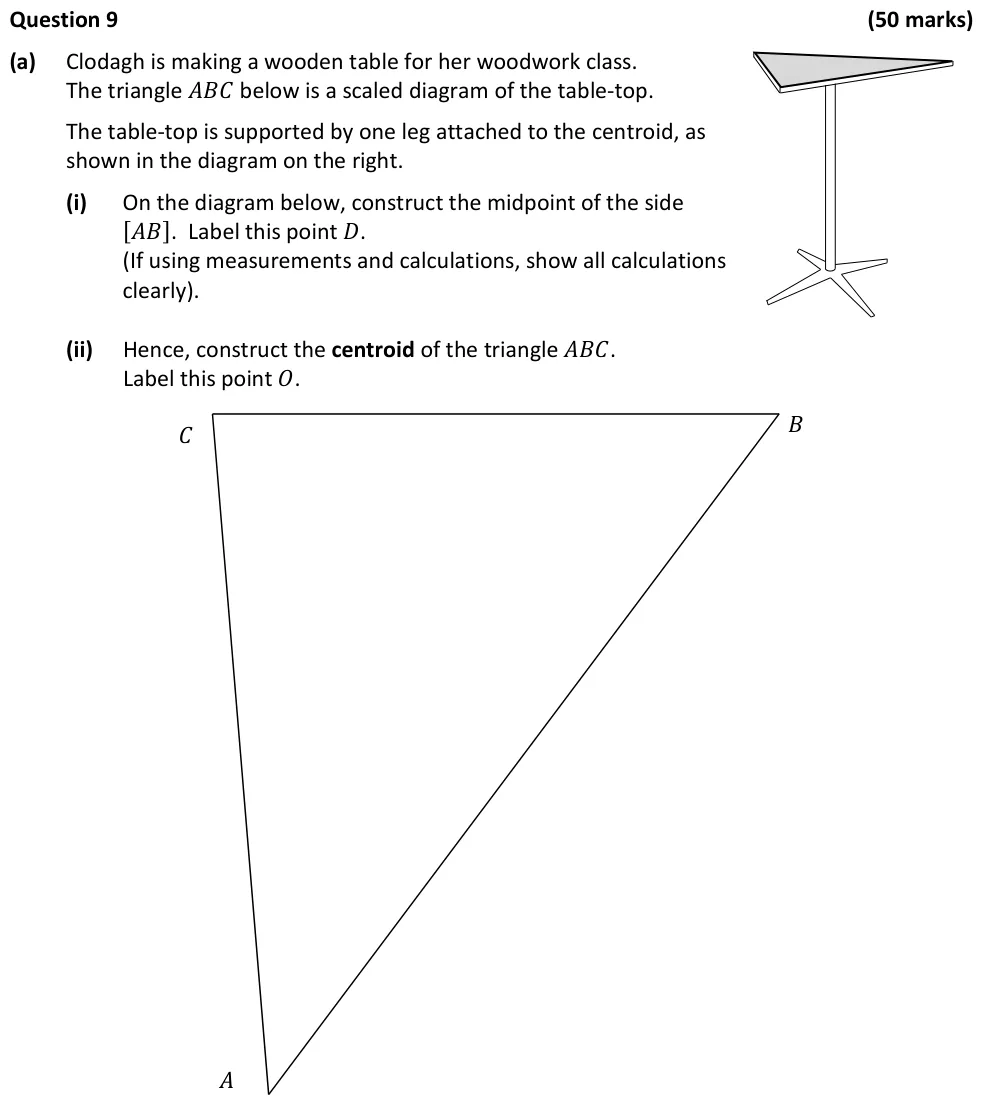 Question 9 (50 marks)
(a) Clodagh is making a wooden table for her woodwork class.
The triangle ABC below is a scaled diagram of the table-top.
The table-top is supported by one leg attached to the centroid, as
shown in the diagram on the right.
(i) On the diagram below, construct the midpoint of the side
[AB]. Label this point D.
(If using measurements and calculations, show all calculations
clearly).
(ii) Hence, construct the centroid of the triangle ABC.
Label this point O.
C
B
A